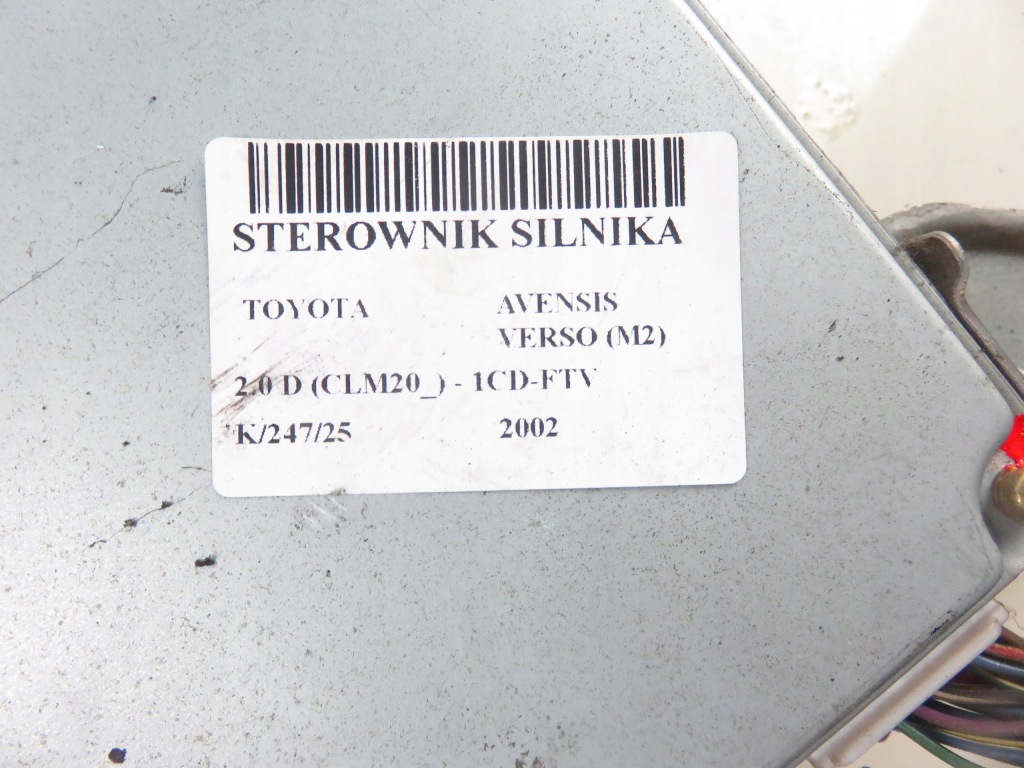 STEROWNIK SILNIKA
TOYOTA AVENSIS
VERSO (M2)
2.0 D (CLM20_) - 1CD-FTV
K/247/25 2002